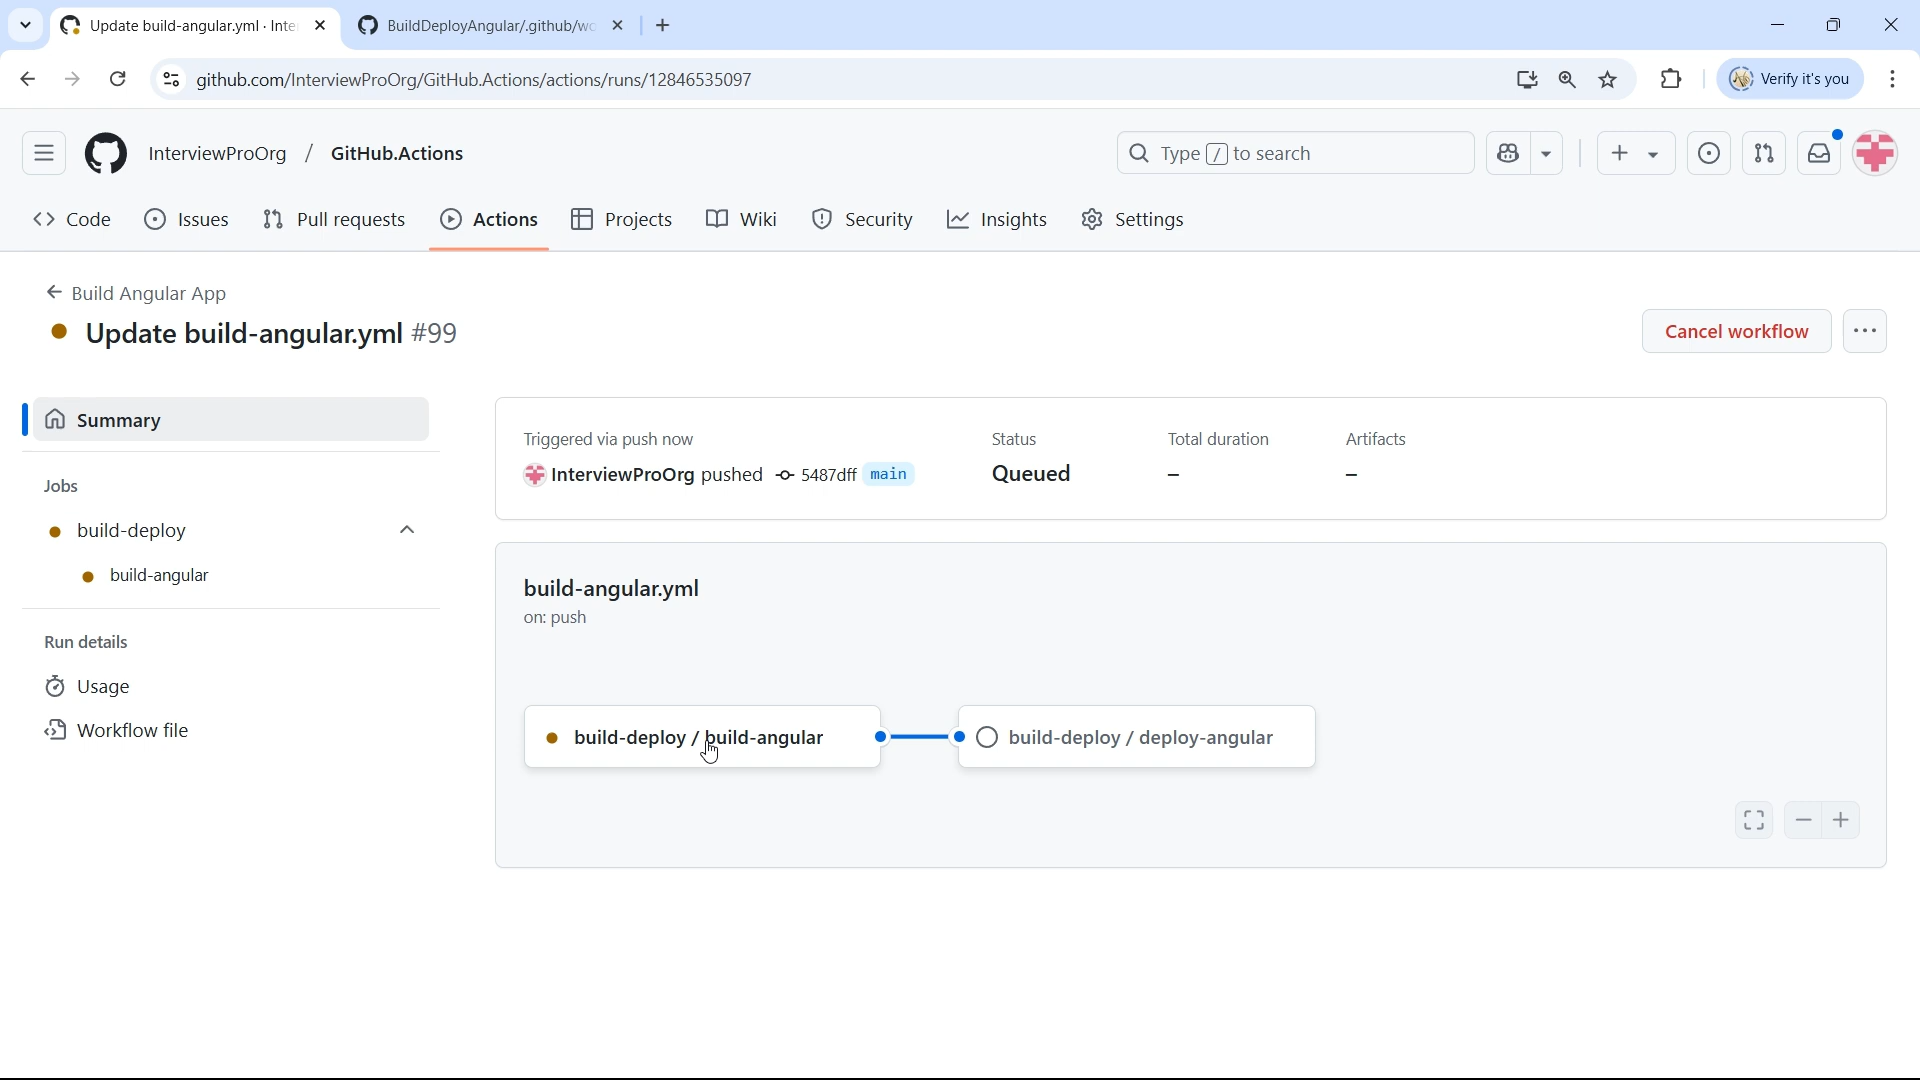 Update build-angular.yml · Inte
BuildDeployAngular/.github/wo
github.com/InterviewProOrg/GitHub.Actions/actions/runs/12846535097
Verify it's you
InterviewProOrg / GitHub.Actions
Type / to search
Code
Issues
Pull requests
Actions
Projects
Wiki
Security
Insights
Settings
Build Angular App
Update build-angular.yml #99
Cancel workflow
Summary
Triggered via push now
Status
Total duration
Artifacts
InterviewProOrg pushed 5487dff main
Queued
–
–
Jobs
build-deploy
build-angular
build-angular.yml
on: push
Run details
Usage
Workflow file
build-deploy / build-angular
build-deploy / deploy-angular